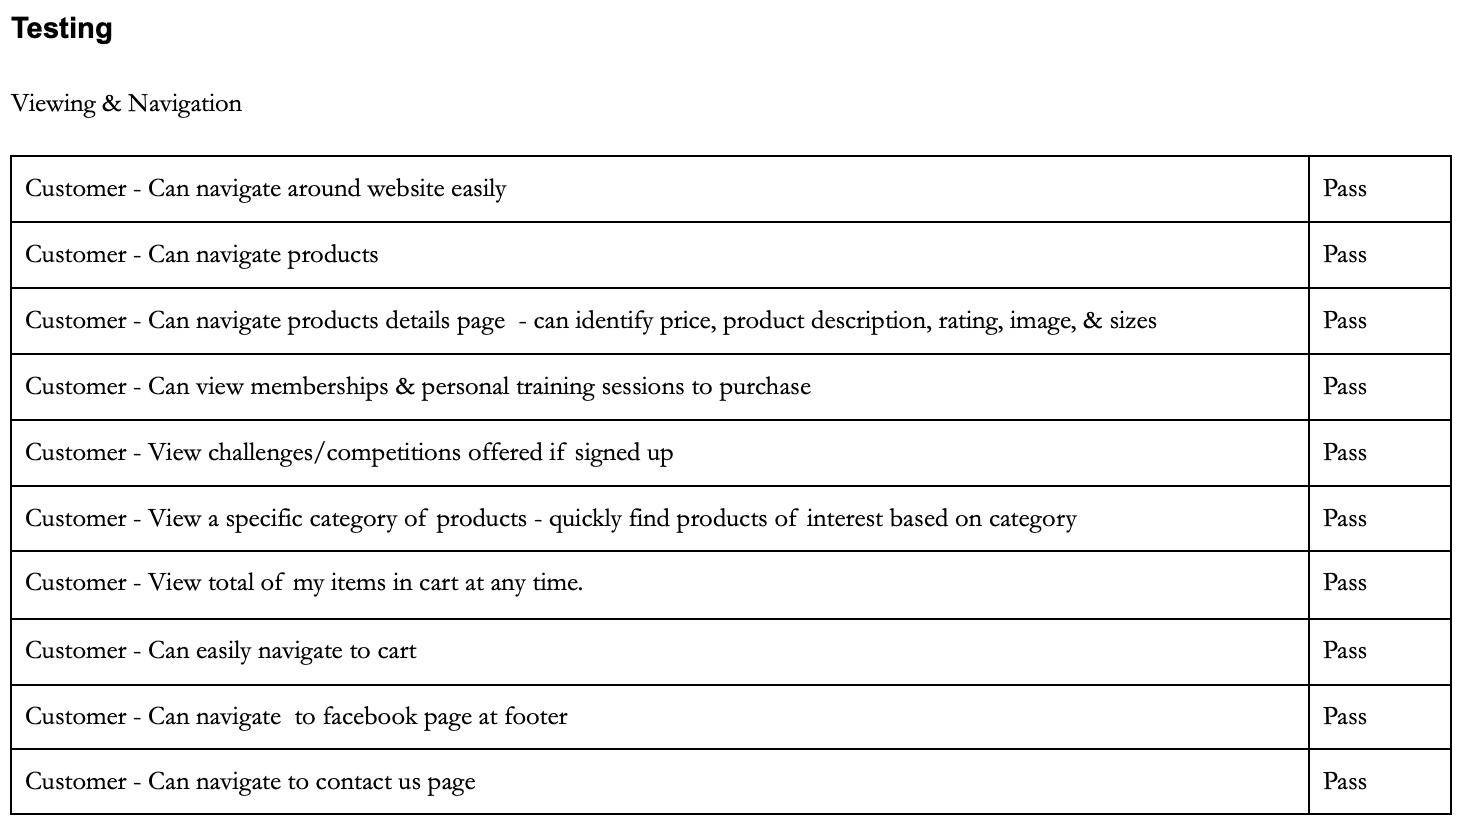 Testing
Viewing & Navigation
Customer - Can navigate around website easily Pass
Customer - Can navigate products Pass
Customer - Can navigate products details page  - can identify price, product description, rating, image, & sizes Pass
Customer - Can view memberships & personal training sessions to purchase Pass
Customer - View challenges/competitions offered if signed up Pass
Customer - View a specific category of products - quickly find products of interest based on category Pass
Customer - View total of my items in cart at any time. Pass
Customer - Can easily navigate to cart Pass
Customer - Can navigate  to facebook page at footer Pass
Customer - Can navigate to contact us page Pass